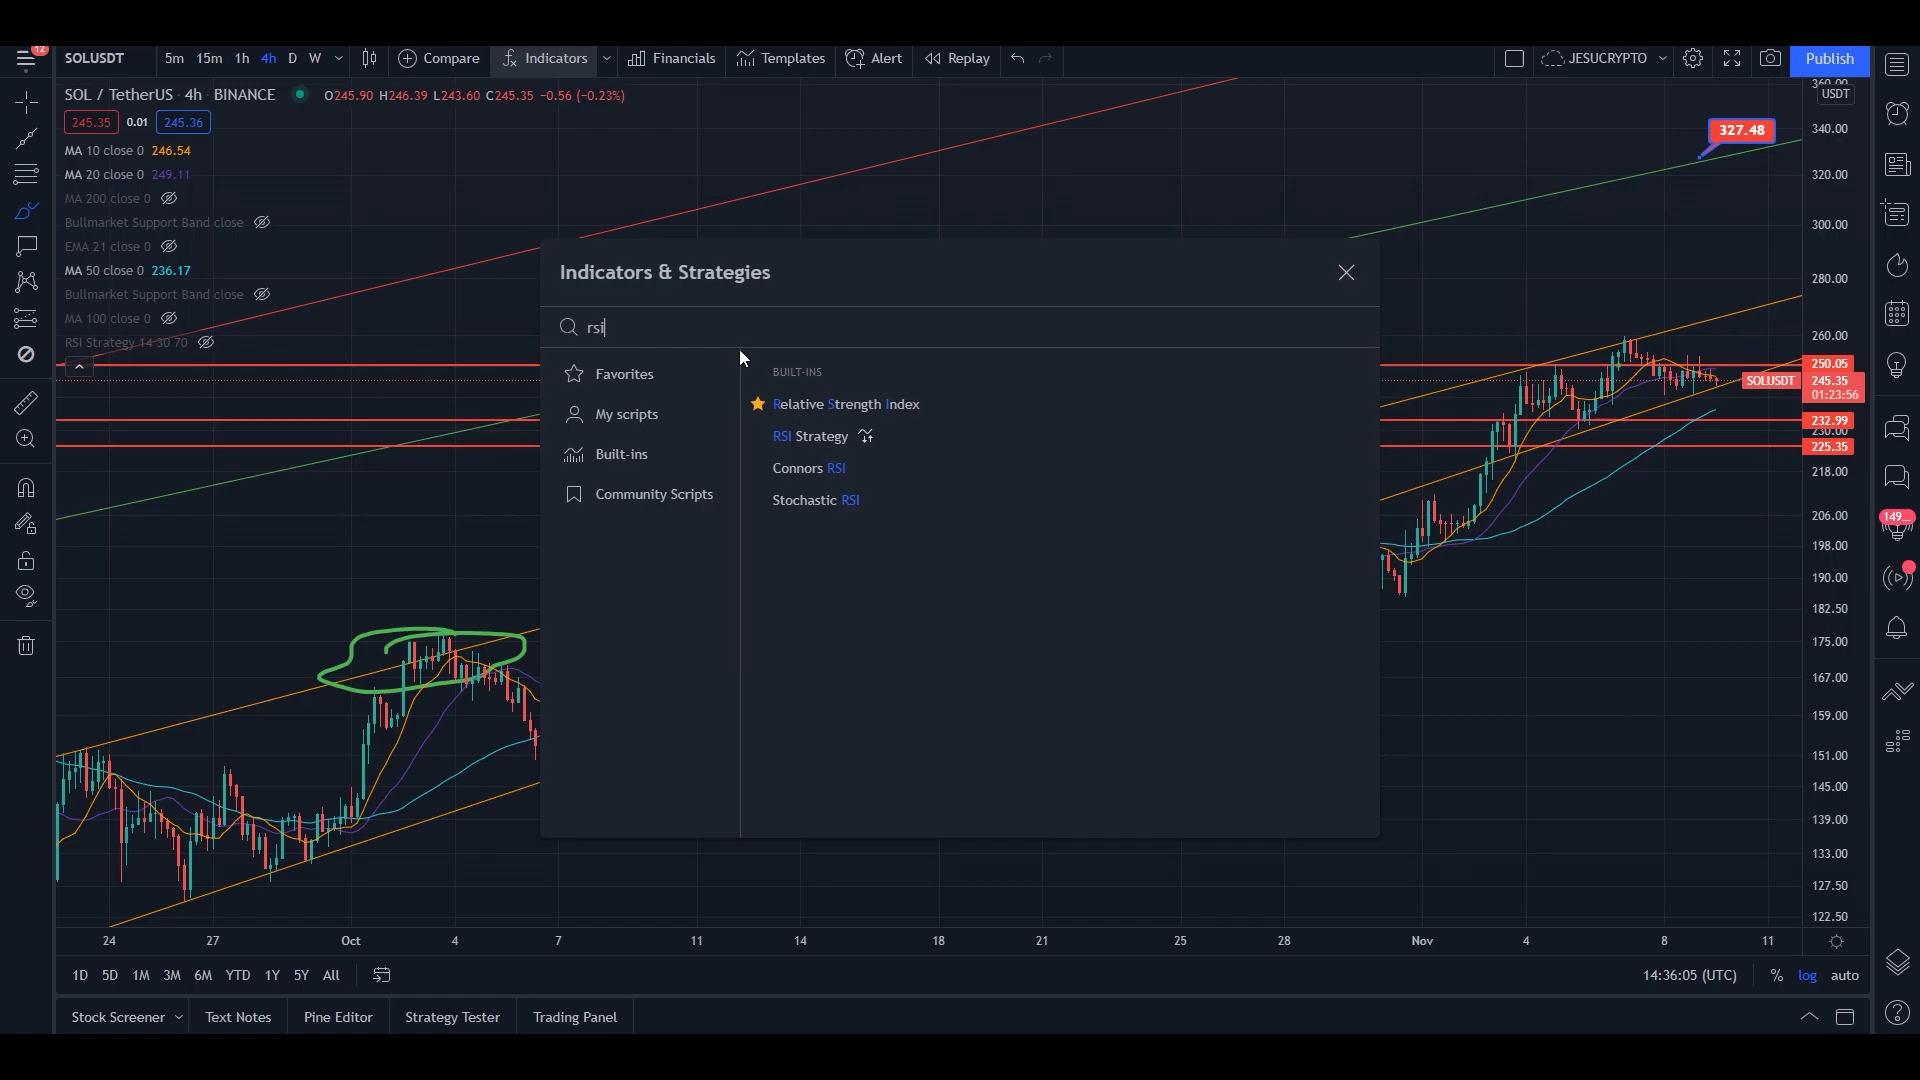 12
SOLUSDT 5m 15m 1h 4h D W Compare Indicators Financials Templates Alert Replay JESUCRYPTO Publish
SOL / TetherUS · 4h · BINANCE O245.90 H246.39 L243.60 C245.35 −0.56 (−0.23%)
245.35 0.01 245.36
MA 10 close 0 246.54
MA 20 close 0 249.11
MA 200 close 0
Bullmarket Support Band close
EMA 21 close 0
MA 50 close 0 236.17
Bullmarket Support Band close
MA 100 close 0
RSI Strategy 14 30 70
Indicators & Strategies
rsi
Favorites
My scripts
Built-ins
Community Scripts
BUILT-INS
Relative Strength Index
RSI Strategy
Connors RSI
Stochastic RSI
327.48
360.00
USDT
340.00
320.00
300.00
280.00
260.00
250.05
SOLUSDT 245.35
01:23:56
232.99
230.00
225.35
218.00
206.00
198.00
190.00
182.50
175.00
167.00
159.00
151.00
145.00
139.00
133.00
127.50
122.50
149...
24 27 Oct 4 7 11 14 18 21 25 28 Nov 4 8 11
1D 5D 1M 3M 6M YTD 1Y 5Y All 14:36:05 (UTC) % log auto
Stock Screener Text Notes Pine Editor Strategy Tester Trading Panel